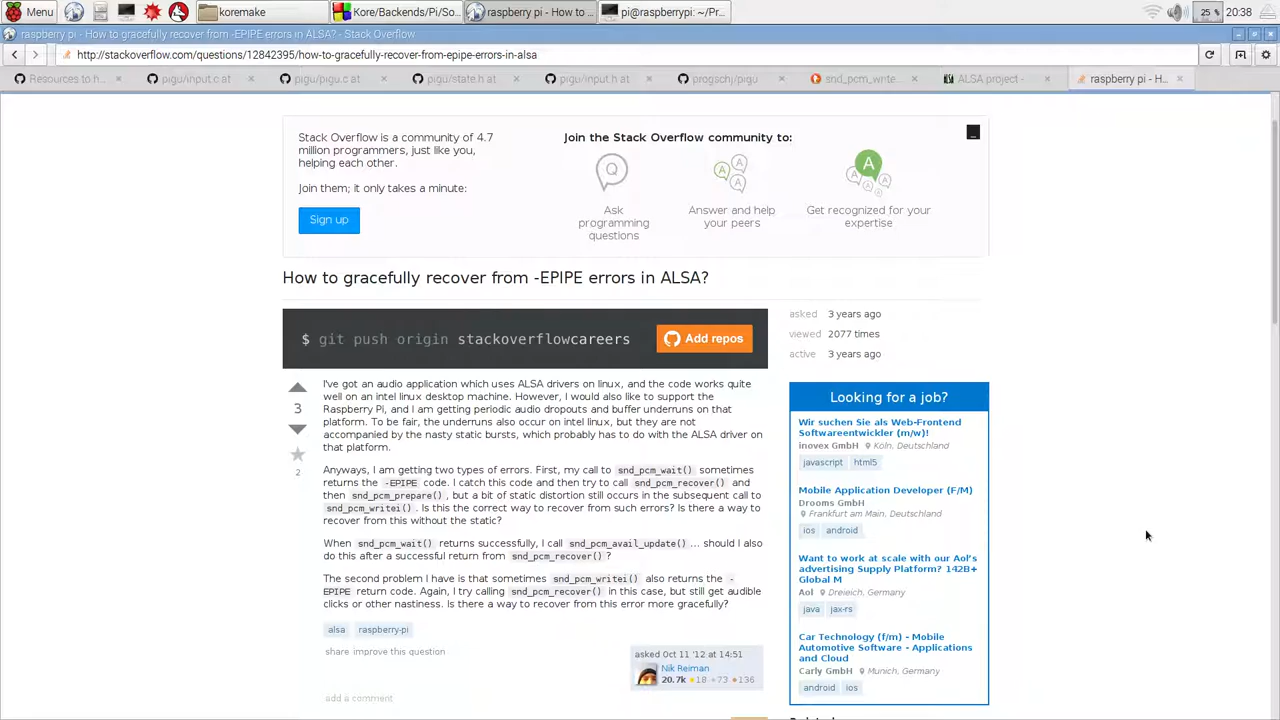 Menu
koremake
Kore/Backends/Pi/So...
raspberry pi - How to ...
pi@raspberrypi: ~/Pr...
25
20:38
raspberry pi - How to gracefully recover from -EPIPE errors in ALSA? - Stack Overflow
http://stackoverflow.com/questions/12842395/how-to-gracefully-recover-from-epipe-errors-in-alsa
Resources to h...
pigu/input.c at
pigu/pigu.c at
pigu/state.h at
pigu/input.h at
progschj/pigu
snd_pcm_write...
ALSA project -
raspberry pi - H...
Stack Overflow is a community of 4.7
million programmers, just like you,
helping each other.
Join them; it only takes a minute:
Sign up
Join the Stack Overflow community to:
Q
A
A
A
A
A
A
A
A
Ask
programming
questions
Answer and help
your peers
Get recognized for your
expertise
How to gracefully recover from -EPIPE errors in ALSA?
$ git push origin stackoverflowcareers
Add repos
asked 3 years ago
viewed 2077 times
active 3 years ago
3
2
I've got an audio application which uses ALSA drivers on linux, and the code works quite
well on an intel linux desktop machine. However, I would also like to support the
Raspberry Pi, and I am getting periodic audio dropouts and buffer underruns on that
platform. To be fair, the underruns also occur on intel linux, but they are not
accompanied by the nasty static bursts, which probably has to do with the ALSA driver on
that platform.
Anyways, I am getting two types of errors. First, my call to snd_pcm_wait() sometimes
returns the -EPIPE code. I catch this code and then try to call snd_pcm_recover() and
then snd_pcm_prepare(), but a bit of static distortion still occurs in the subsequent call to
snd_pcm_writei(). Is this the correct way to recover from such errors? Is there a way to
recover from this without the static?
When snd_pcm_wait() returns successfully, I call snd_pcm_avail_update()... should I also
do this after a successful return from snd_pcm_recover()?
The second problem I have is that sometimes snd_pcm_writei() also returns the -
EPIPE return code. Again, I try calling snd_pcm_recover() in this case, but still get audible
clicks or other nastiness. Is there a way to recover from this error more gracefully?
alsa raspberry-pi
share improve this question
asked Oct 11 '12 at 14:51
Nik Reiman
20.7k 18 73 136
add a comment
Looking for a job?
Wir suchen Sie als Web-Frontend
Softwareentwickler (m/w)!
inovex GmbH Köln, Deutschland
javascript html5
Mobile Application Developer (F/M)
Drooms GmbH
Frankfurt am Main, Deutschland
ios android
Want to work at scale with our Aol's
advertising Supply Platform? 142B+
Global M
Aol Dreieich, Germany
java jax-rs
Car Technology (f/m) - Mobile
Automotive Software - Applications
and Cloud
Carly GmbH Munich, Germany
android ios